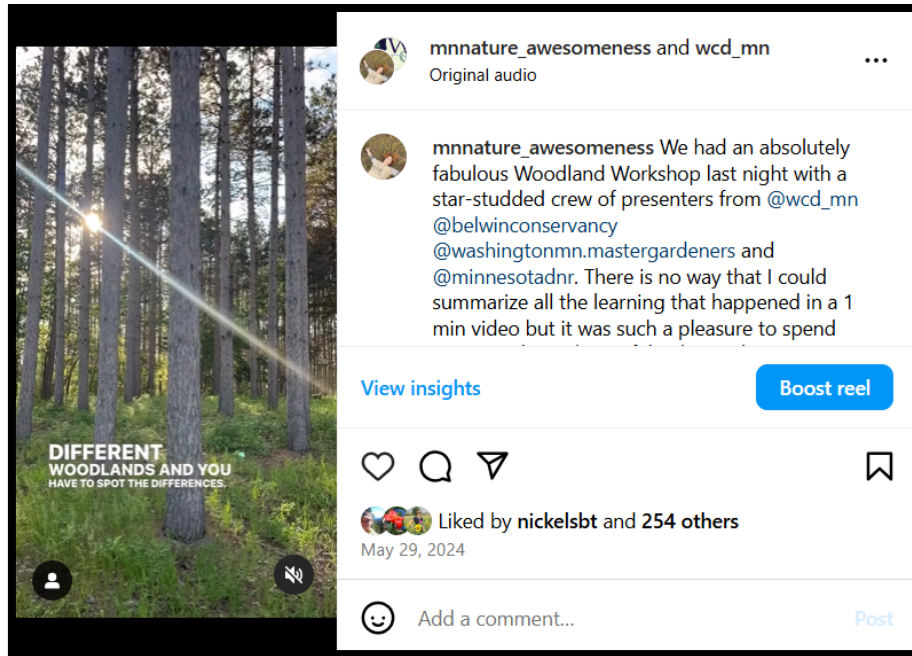 mnnature_awesomeness and wcd_mn
Original audio
mnnature_awesomeness We had an absolutely
fabulous Woodland Workshop last night with a
star-studded crew of presenters from @wcd_mn
@belwinconservancy
@washingtonmn.mastergardeners and
@minnesotadnr. There is no way that I could
summarize all the learning that happened in a 1
min video but it was such a pleasure to spend
DIFFERENT
WOODLANDS AND YOU
HAVE TO SPOT THE DIFFERENCES.
View insights
Boost reel
Liked by nickelsbt and 254 others
May 29, 2024
Add a comment...
Post